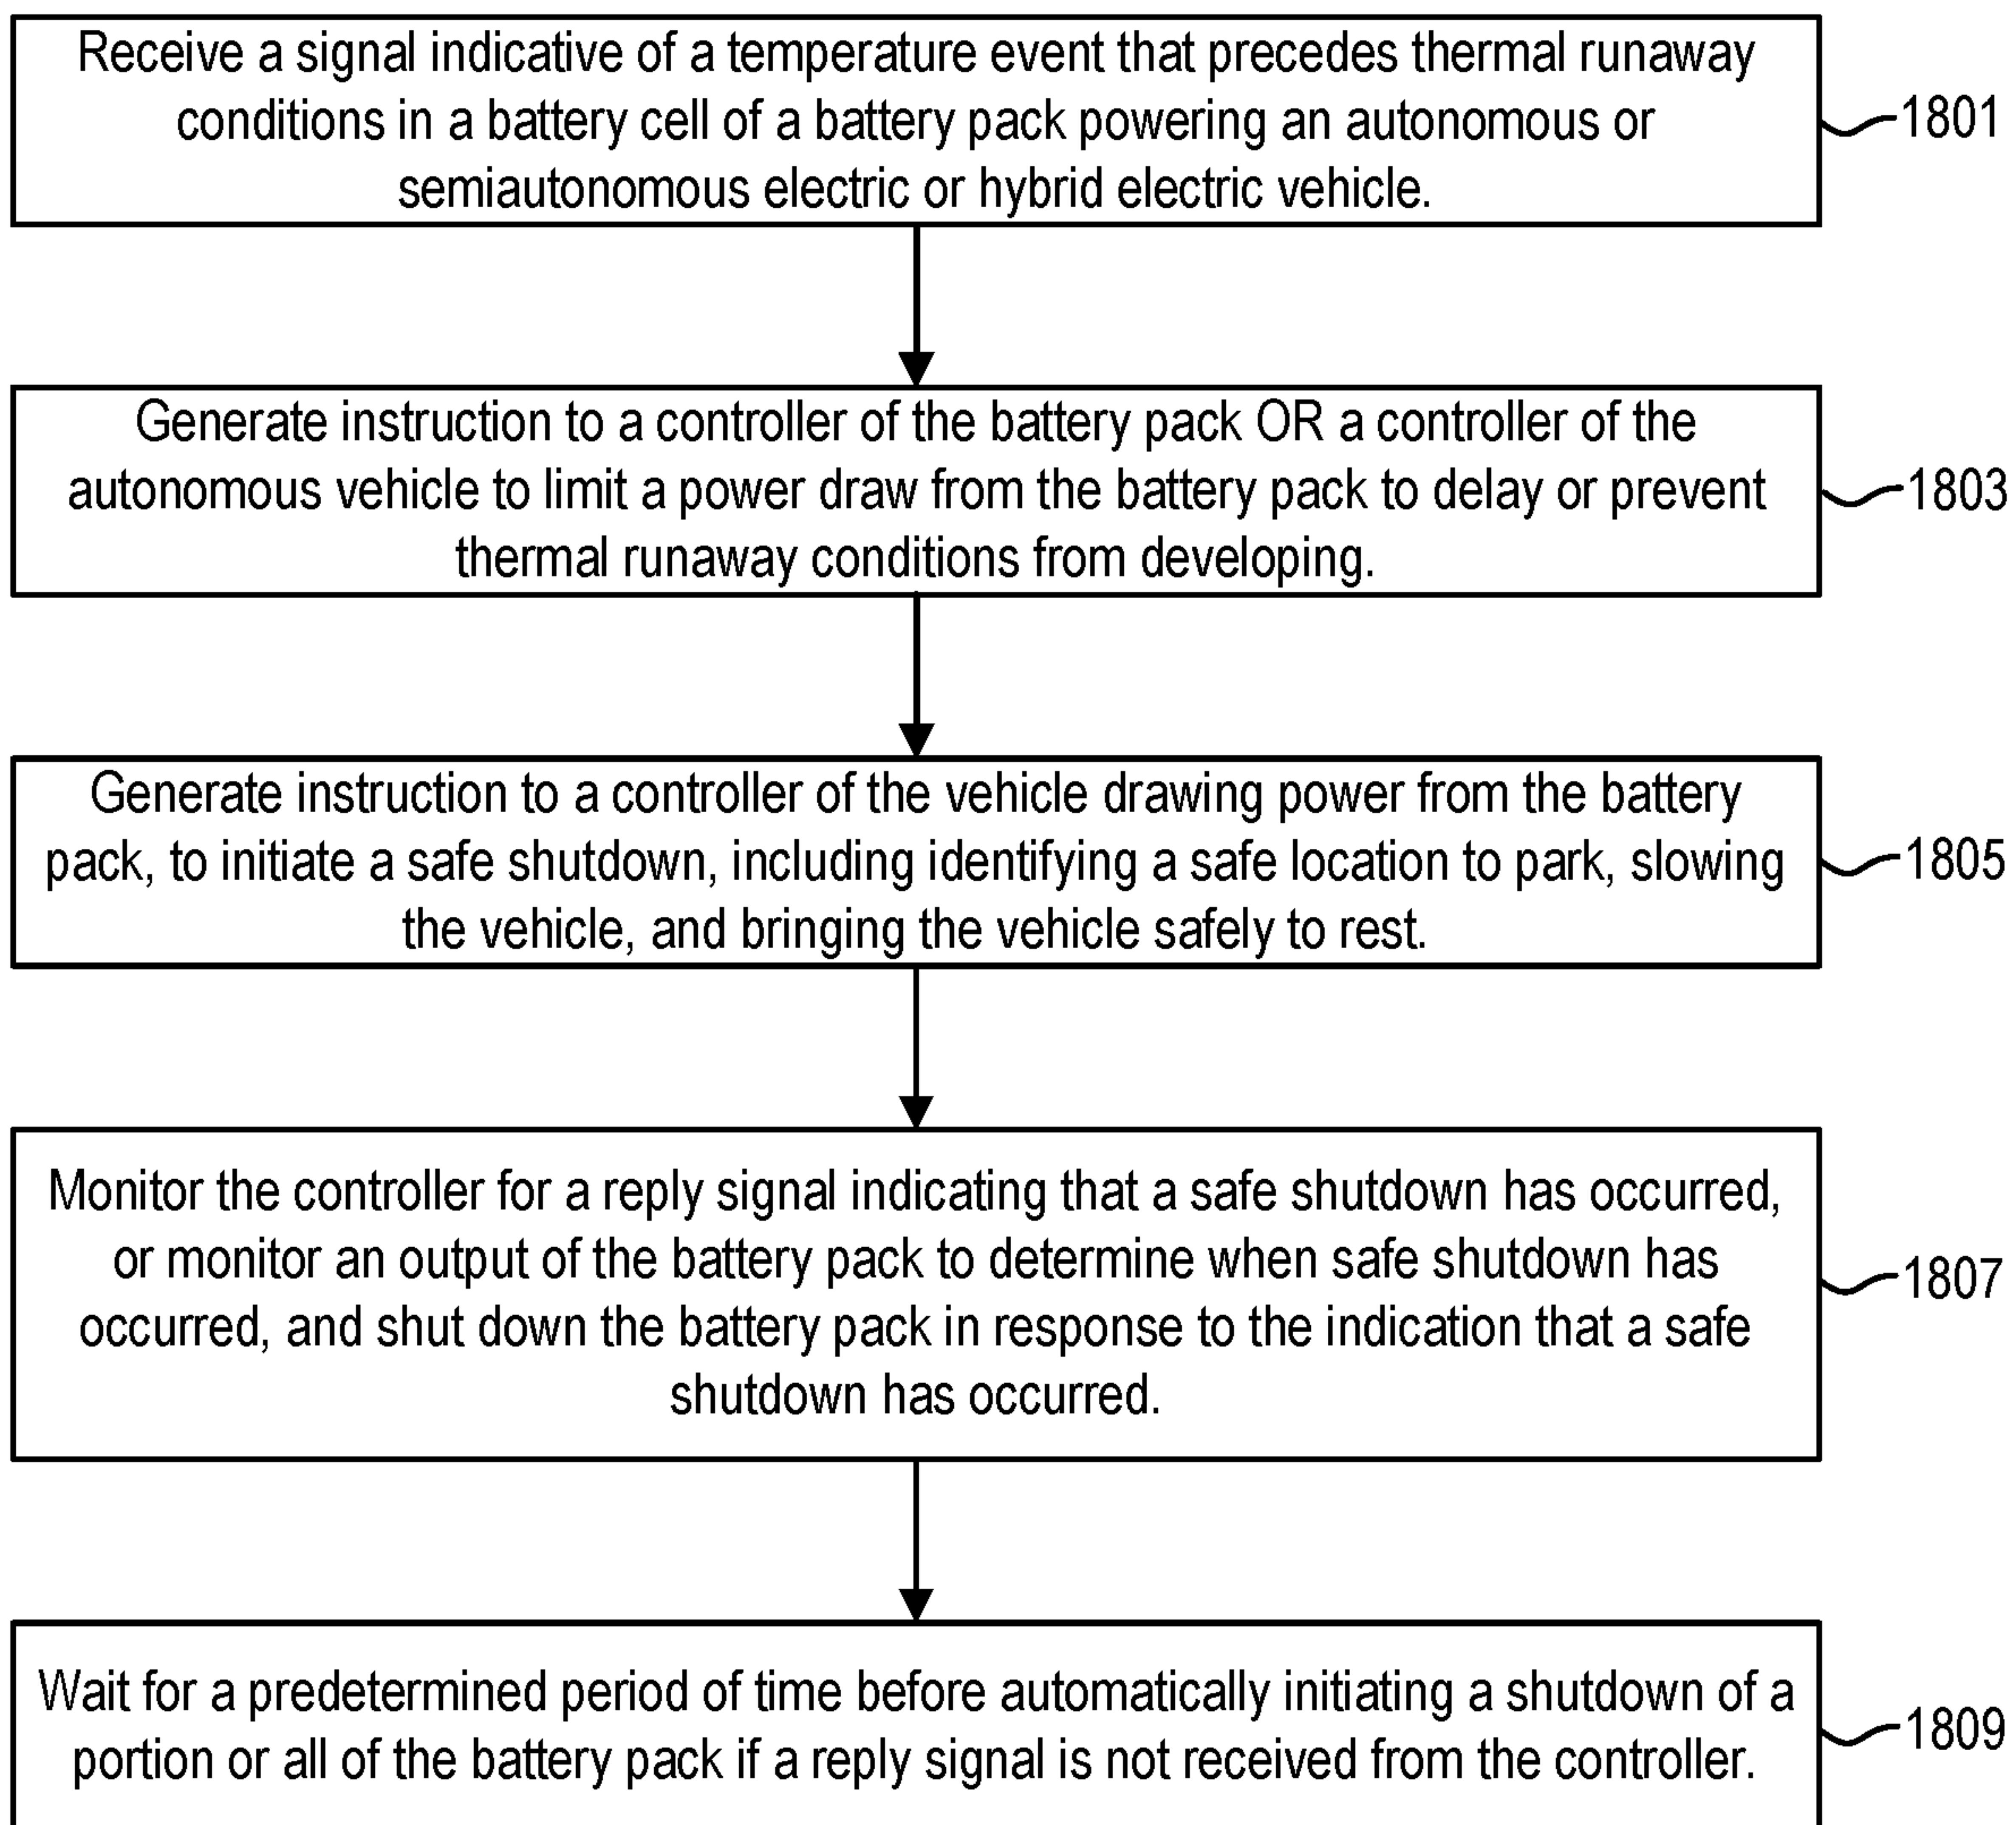 Receive a signal indicative of a temperature event that precedes thermal runaway
conditions in a battery cell of a battery pack powering an autonomous or
semiautonomous electric or hybrid electric vehicle.
1801
Generate instruction to a controller of the battery pack OR a controller of the
autonomous vehicle to limit a power draw from the battery pack to delay or prevent
thermal runaway conditions from developing.
1803
Generate instruction to a controller of the vehicle drawing power from the battery
pack, to initiate a safe shutdown, including identifying a safe location to park, slowing
the vehicle, and bringing the vehicle safely to rest.
1805
Monitor the controller for a reply signal indicating that a safe shutdown has occurred,
or monitor an output of the battery pack to determine when safe shutdown has
occurred, and shut down the battery pack in response to the indication that a safe
shutdown has occurred.
1807
Wait for a predetermined period of time before automatically initiating a shutdown of a
portion or all of the battery pack if a reply signal is not received from the controller.
1809